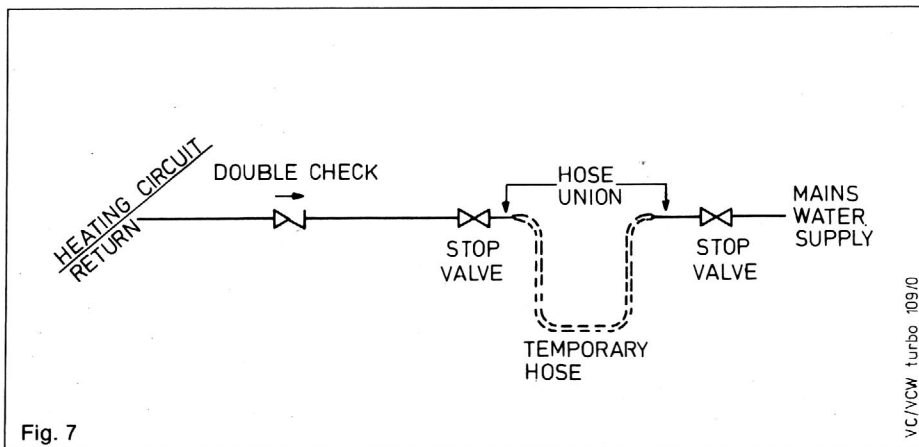 HEATING CIRCUIT
RETURN
DOUBLE CHECK
STOP
VALVE
HOSE
UNION
TEMPORARY
HOSE
STOP
VALVE
MAINS
WATER
SUPPLY
VC/VCW turbo 109/0
Fig. 7